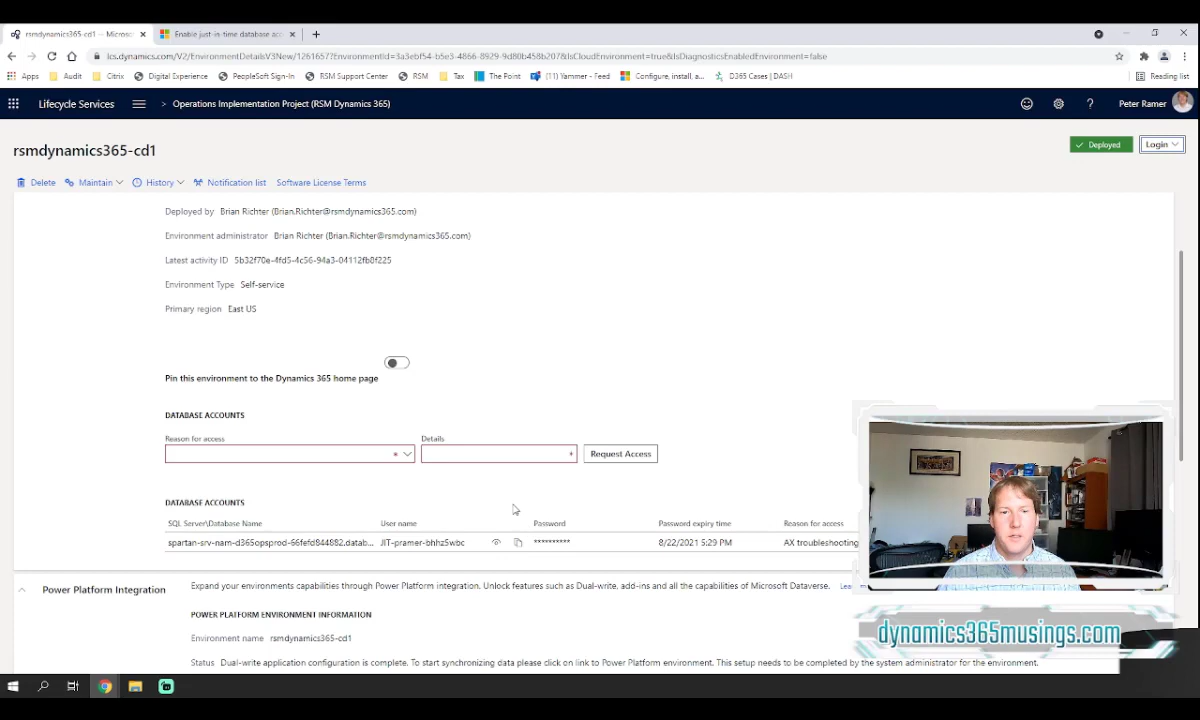 rsmdynamics365-cd1 -- Microso
Enable just-in-time database acc
lcs.dynamics.com/V2/EnvironmentDetailsV3New/1261657?EnvironmentId=3a3ebf54-b5e3-4866-8929-9d80b458b207&IsCloudEnvironment=true&IsDiagnosticsEnabledEnvironment=false
Apps Audit Citrix Digital Experience PeopleSoft Sign-In RSM Support Center RSM Tax The Point (11) Yammer - Feed Configure, install, a... D365 Cases | DASH Reading list
Lifecycle Services > Operations Implementation Project (RSM Dynamics 365) ? Peter Ramer
rsmdynamics365-cd1
Deployed Login
Delete Maintain History Notification list Software License Terms
Deployed by Brian Richter (Brian.Richter@rsmdynamics365.com)
Environment administrator Brian Richter (Brian.Richter@rsmdynamics365.com)
Latest activity ID 5b32f70e-4fd5-4c56-94a3-04112fb8f225
Environment Type Self-service
Primary region East US
Pin this environment to the Dynamics 365 home page
DATABASE ACCOUNTS
Reason for access Details
* * Request Access
DATABASE ACCOUNTS
SQL Server\Database Name User name Password Password expiry time Reason for access
spartan-srv-nam-d365opsprod-66fefd844882.datab... JIT-pramer-bhhz5wbc ********** 8/22/2021 5:29 PM AX troubleshooting
Power Platform Integration
Expand your environments capabilities through Power Platform integration. Unlock features such as Dual-write, add-ins and all the capabilities of Microsoft Dataverse.
POWER PLATFORM ENVIRONMENT INFORMATION
Environment name rsmdynamics365-cd1
Status Dual-write application configuration is complete. To start synchronizing data please click on link to Power Platform environment. This setup needs to be completed by the system administrator for the environment.
dynamics365musings.com